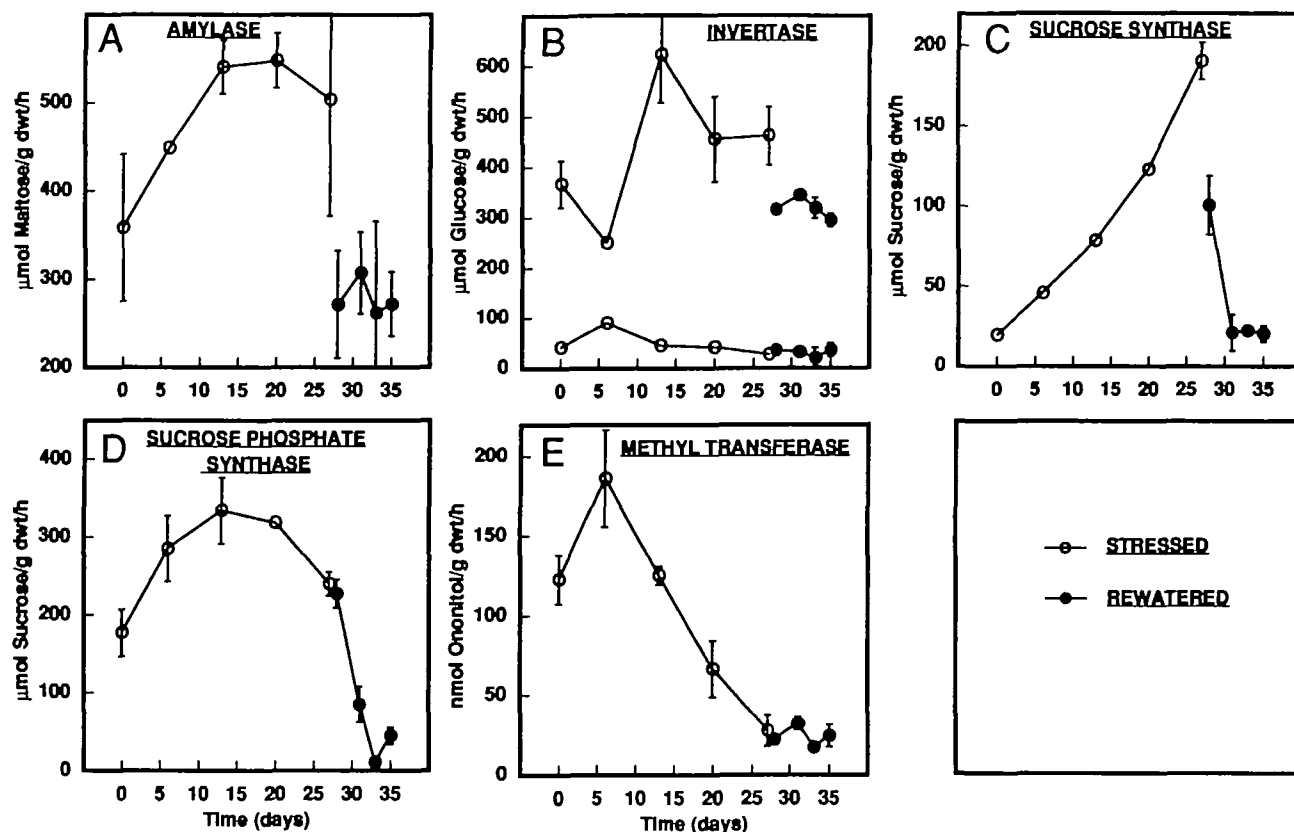 A
AMYLASE
μmol Maltose/g dwt/h
500
400
300
200
0 5 10 15 20 25 30 35
B
INVERTASE
μmol Glucose/g dwt/h
600
500
400
300
200
100
0
0 5 10 15 20 25 30 35
C
SUCROSE SYNTHASE
μmol Sucrose/g dwt/h
200
150
100
50
0
0 5 10 15 20 25 30 35
D
SUCROSE PHOSPHATE
SYNTHASE
μmol Sucrose/g dwt/h
400
300
200
100
0
0 5 10 15 20 25 30 35
Time (days)
E
METHYL TRANSFERASE
nmol Ononitol/g dwt/h
200
150
100
50
0
0 5 10 15 20 25 30 35
Time (days)
STRESSED
REWATERED